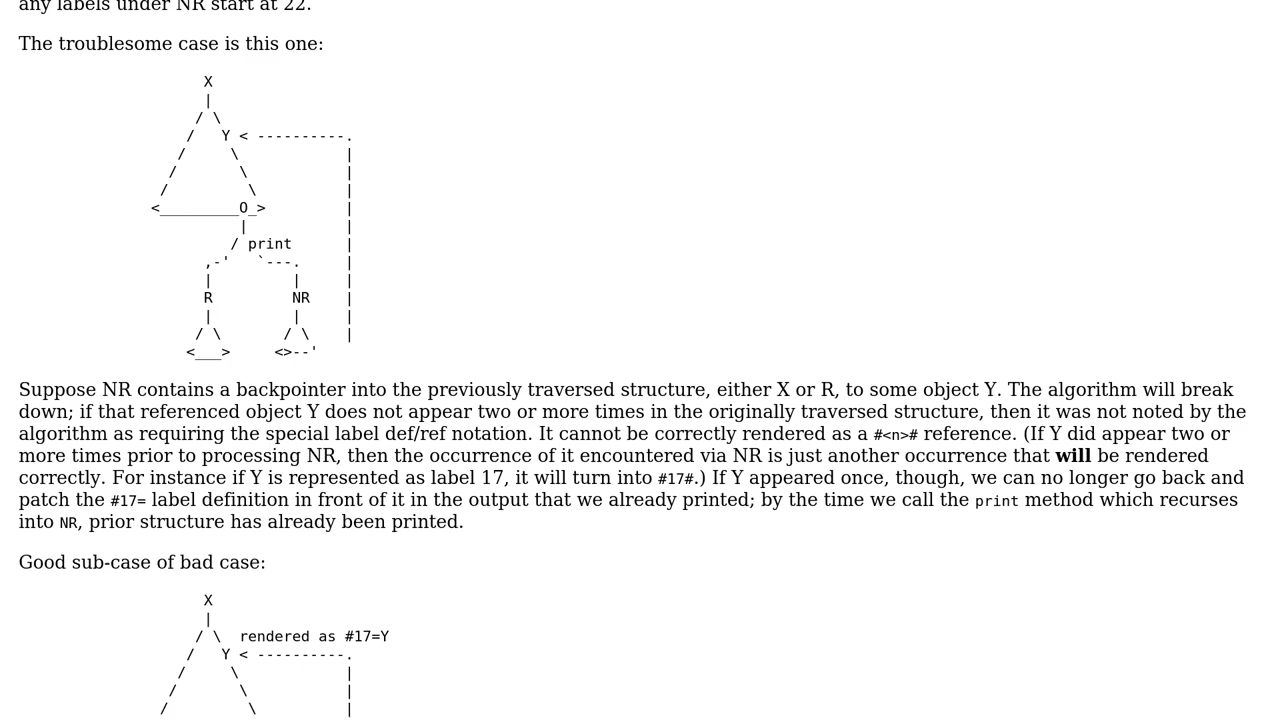 any labels under NR start at 22.
The troublesome case is this one:
                     X
                     |
                    / \
                   /   Y < ----------.
                  /     \            |
                 /       \           |
                /         \          |
               <_________O_>         |
                         |           |
                        / print      |
                     ,-'   `---.     |
                     |         |     |
                     R         NR    |
                     |         |     |
                    / \       / \    |
                   <___>     <>--'
Suppose NR contains a backpointer into the previously traversed structure, either X or R, to some object Y. The algorithm will break
down; if that referenced object Y does not appear two or more times in the originally traversed structure, then it was not noted by the
algorithm as requiring the special label def/ref notation. It cannot be correctly rendered as a #<n># reference. (If Y did appear two or
more times prior to processing NR, then the occurrence of it encountered via NR is just another occurrence that will be rendered
correctly. For instance if Y is represented as label 17, it will turn into #17#.) If Y appeared once, though, we can no longer go back and
patch the #17= label definition in front of it in the output that we already printed; by the time we call the print method which recurses
into NR, prior structure has already been printed.
Good sub-case of bad case:
                     X
                     |
                    / \  rendered as #17=Y
                   /   Y < ----------.
                  /     \            |
                 /       \           |
                /         \          |